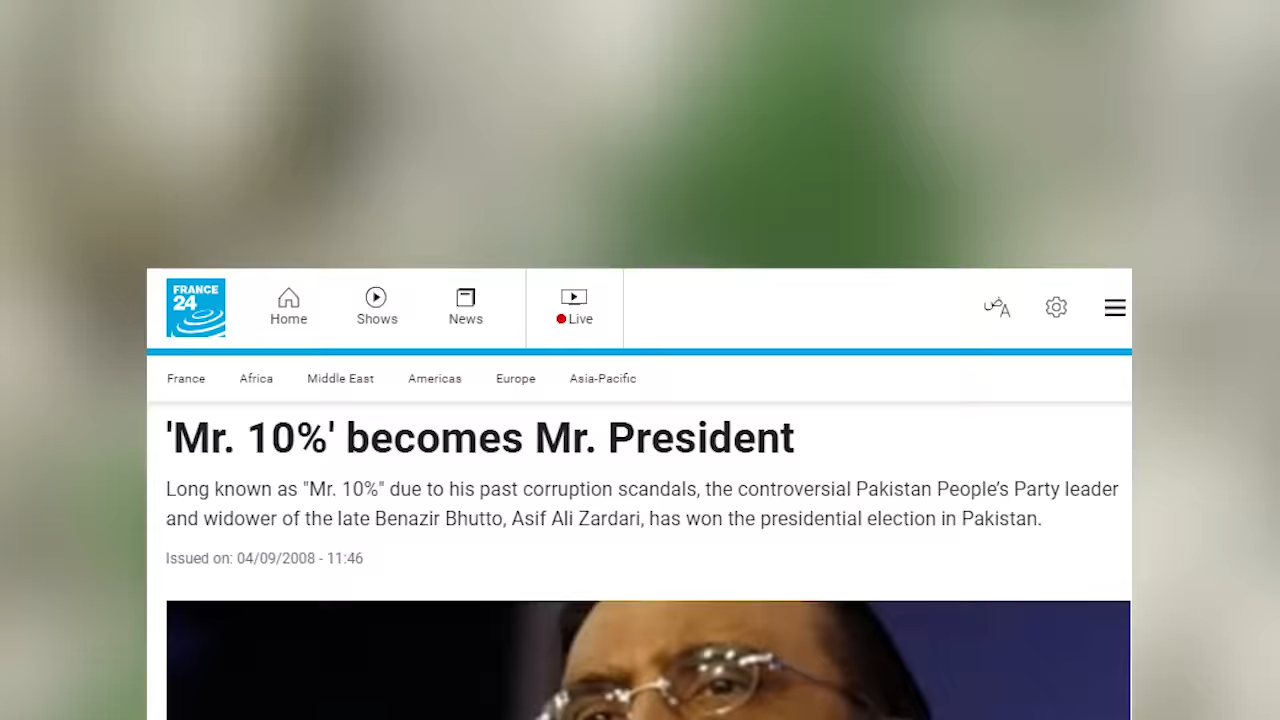 FRANCE
24
Home
Shows
News
Live
ض A
France
Africa
Middle East
Americas
Europe
Asia-Pacific
'Mr. 10%' becomes Mr. President
Long known as "Mr. 10%" due to his past corruption scandals, the controversial Pakistan People’s Party leader
and widower of the late Benazir Bhutto, Asif Ali Zardari, has won the presidential election in Pakistan.
Issued on: 04/09/2008 - 11:46